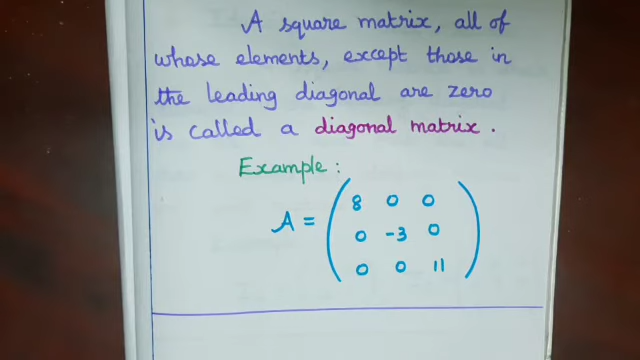 A square matrix, all of
whose elements, except those in
the leading diagonal are zero
is called a diagonal matrix.
Example:
A = ( 8 0 0
0 -3 0
0 0 11 )